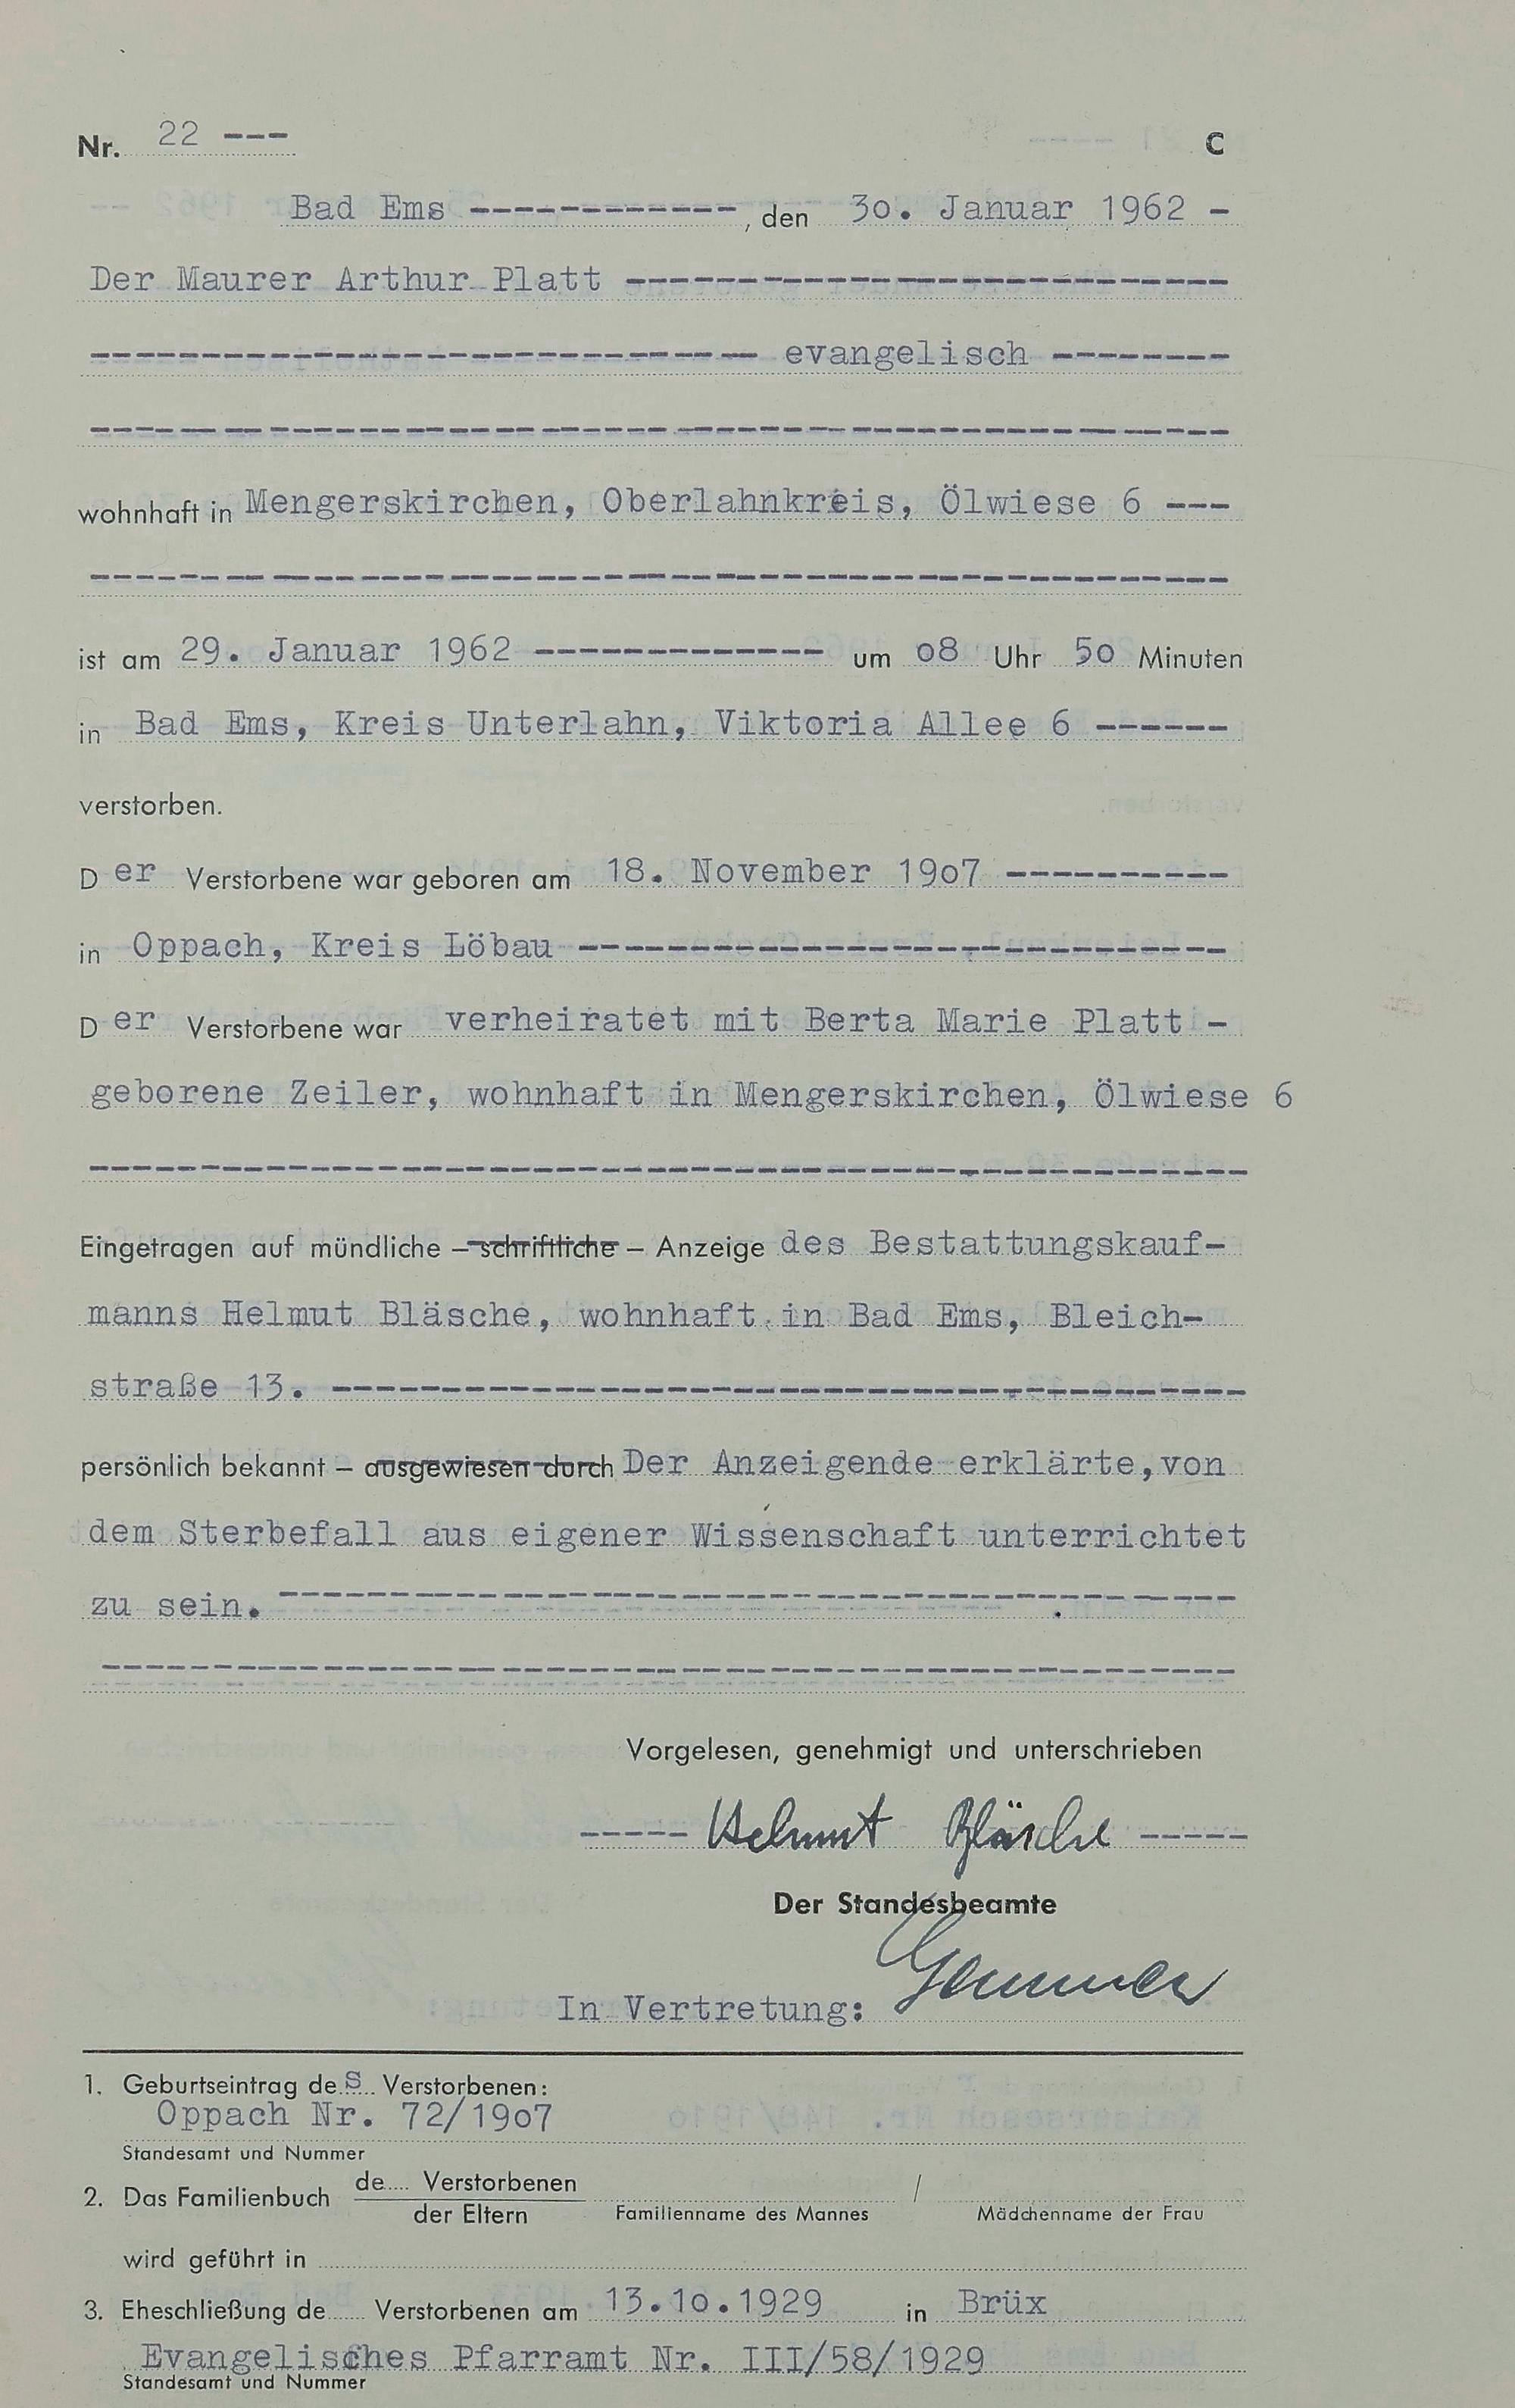 Nr. 22 --- C
Bad Ems -------------, den 30. Januar 1962 -
Der Maurer Arthur Platt ----------------------------
------------------------------- evangelisch --------
----------------------------------------------------
wohnhaft in Mengerskirchen, Oberlahnkreis, Ölwiese 6 ---
----------------------------------------------------
ist am 29. Januar 1962 ------------- um 08 Uhr 50 Minuten
in Bad Ems, Kreis Unterlahn, Viktoria Allee 6 ------
verstorben.
Der Verstorbene war geboren am 18. November 1907 ----------
in Oppach, Kreis Löbau -----------------------------
Der Verstorbene war verheiratet mit Berta Marie Platt -
geborene Zeiler, wohnhaft in Mengerskirchen, Ölwiese 6
----------------------------------------------------
Eingetragen auf mündliche – schriftliche – Anzeige des Bestattungskauf-
manns Helmut Bläsche, wohnhaft in Bad Ems, Bleich-
straße 13. -----------------------------------------
persönlich bekannt – ausgewiesen durch Der Anzeigende erklärte,von
dem Sterbefall aus eigener Wissenschaft unterrichtet
zu sein. -------------------------------------------
----------------------------------------------------
Vorgelesen, genehmigt und unterschrieben
----- Helmut Bläsche -----
Der Standesbeamte
In Vertretung:
1. Geburtseintrag des Verstorbenen:
Oppach Nr. 72/1907
Standesamt und Nummer
de.... Verstorbenen
2. Das Familienbuch /
der Eltern Familienname des Mannes Mädchenname der Frau
wird geführt in
3. Eheschließung de..... Verstorbenen am 13.10.1929 in Brüx
Evangelisches Pfarramt Nr. III/58/1929
Standesamt und Nummer